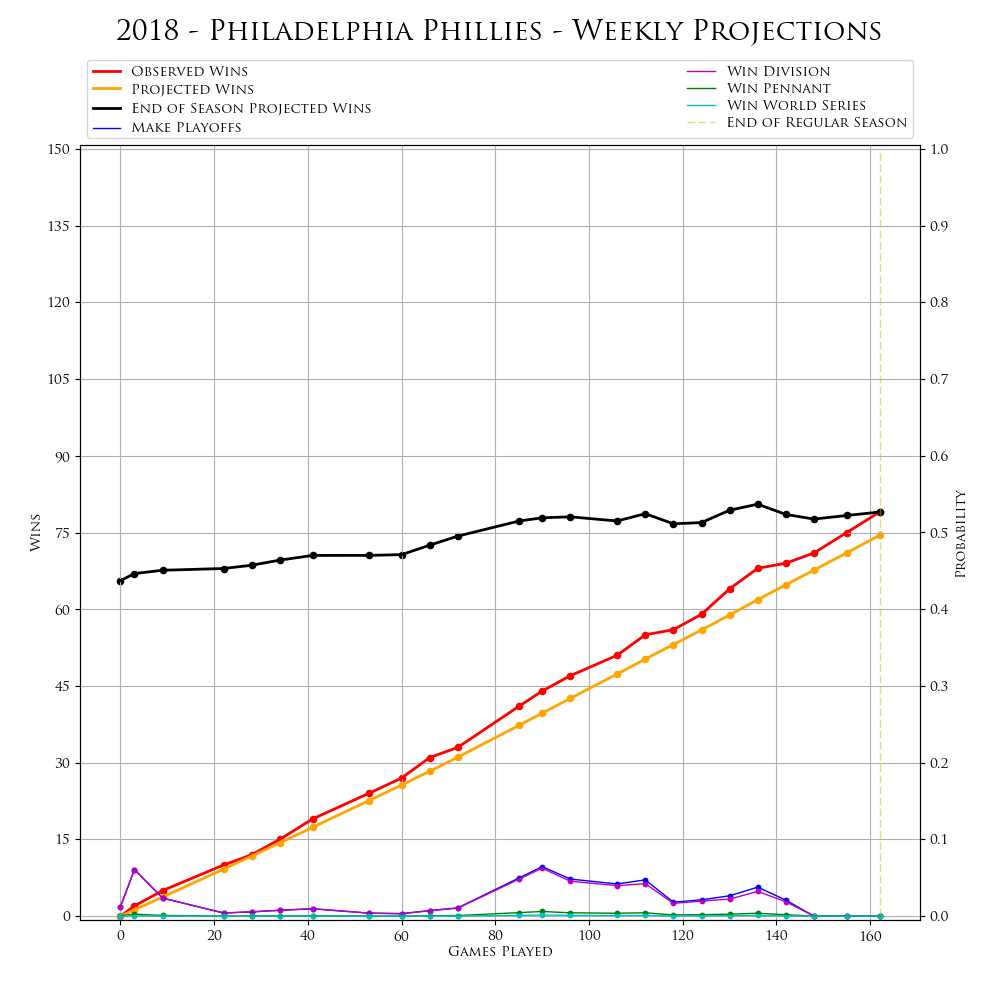 2018 - Philadelphia Phillies - Weekly Projections
Observed Wins
Projected Wins
End of Season Projected Wins
Make Playoffs
Win Division
Win Pennant
Win World Series
End of Regular Season
150
135
120
105
90
75
60
45
30
15
0
Wins
1.0
0.9
0.8
0.7
0.6
0.5
0.4
0.3
0.2
0.1
0.0
Probability
0 20 40 60 80 100 120 140 160
Games Played